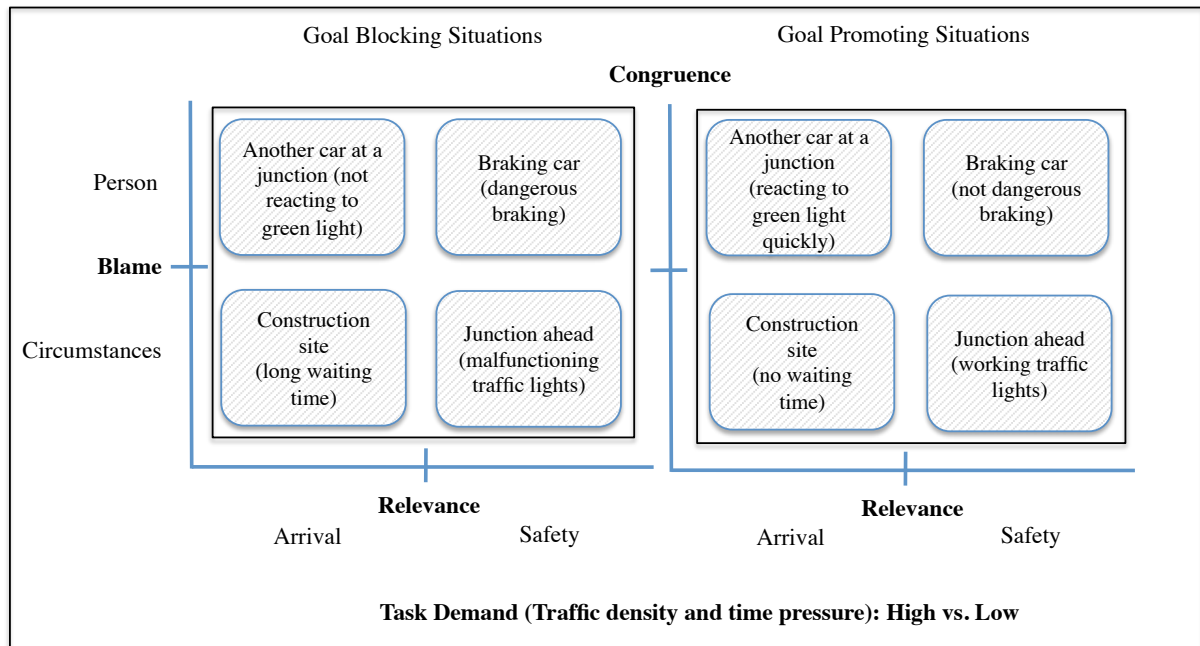 Goal Blocking Situations
Goal Promoting Situations
Congruence
Person
Blame
Circumstances
Another car at a
junction (not
reacting to
green light)
Braking car
(dangerous
braking)
Construction
site
(long waiting
time)
Junction ahead
(malfunctioning
traffic lights)
Another car at a
junction
(reacting to
green light
quickly)
Braking car
(not dangerous
braking)
Construction
site
(no waiting
time)
Junction ahead
(working traffic
lights)
Relevance
Arrival
Safety
Relevance
Arrival
Safety
Task Demand (Traffic density and time pressure): High vs. Low